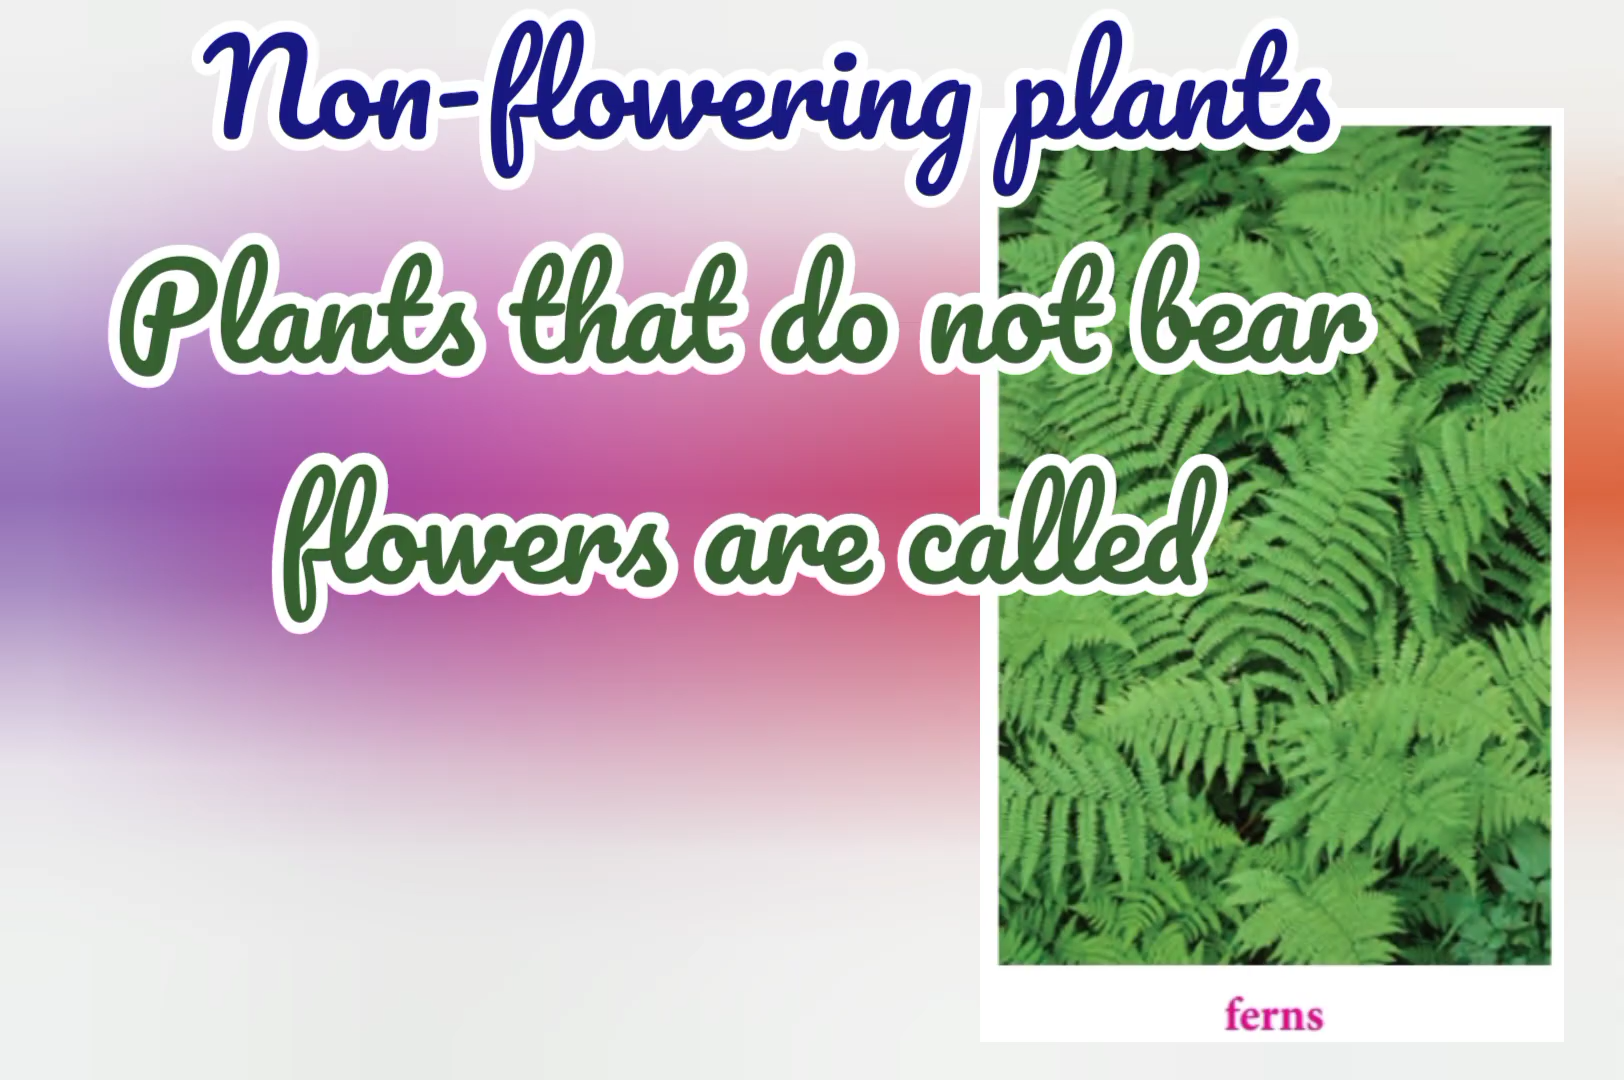 Non-flowering plants
Plants that do not bear
flowers are called
ferns